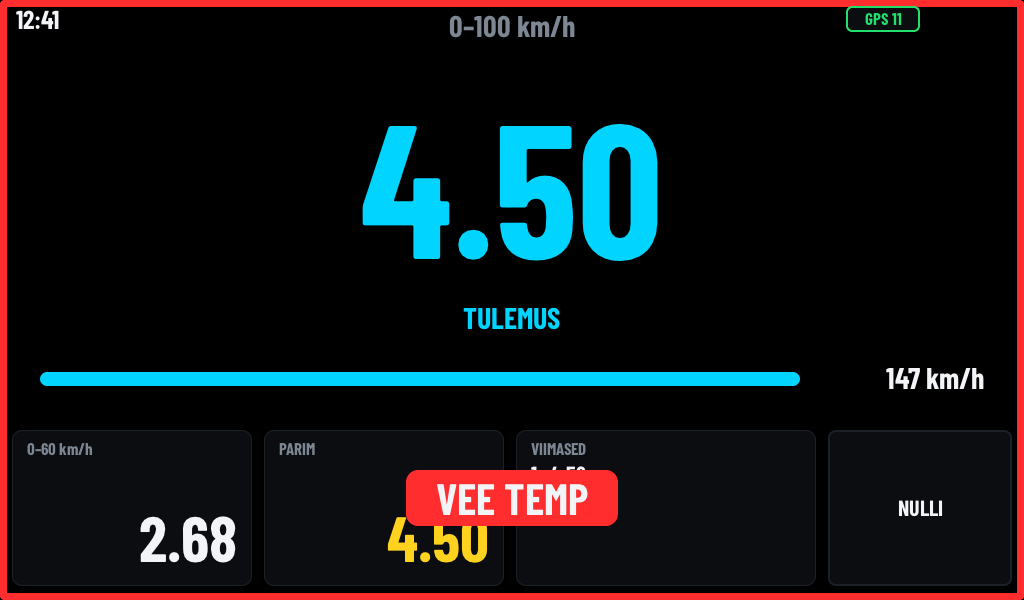 12:41
0–100 km/h
GPS 11
4.50
TULEMUS
147 km/h
0–60 km/h
PARIM
VIIMASED
VEE TEMP
2.68
4.50
NULLI